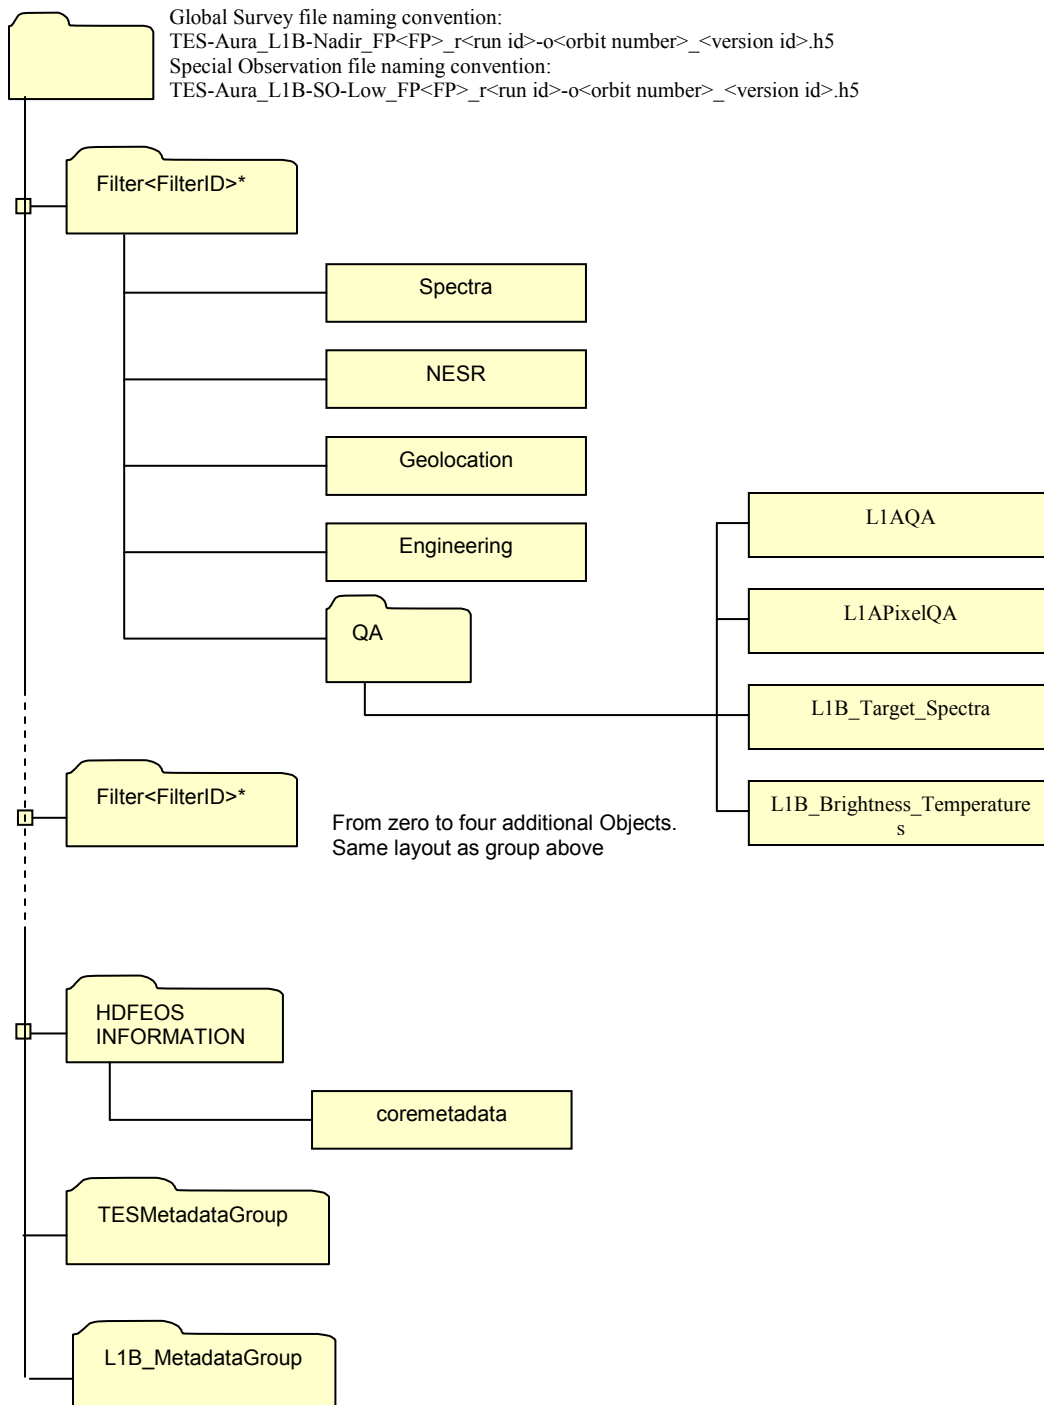 Global Survey file naming convention:
TES-Aura_L1B-Nadir_FP<FP>_r<run id>-o<orbit number>_<version id>.h5
Special Observation file naming convention:
TES-Aura_L1B-SO-Low_FP<FP>_r<run id>-o<orbit number>_<version id>.h5
Filter<FilterID>*
Spectra
NESR
Geolocation
Engineering
QA
L1AQA
L1APixelQA
L1B_Target_Spectra
L1B_Brightness_Temperature
s
Filter<FilterID>*
From zero to four additional Objects.
Same layout as group above
HDFEOS
INFORMATION
coremetadata
TESMetadataGroup
L1B_MetadataGroup